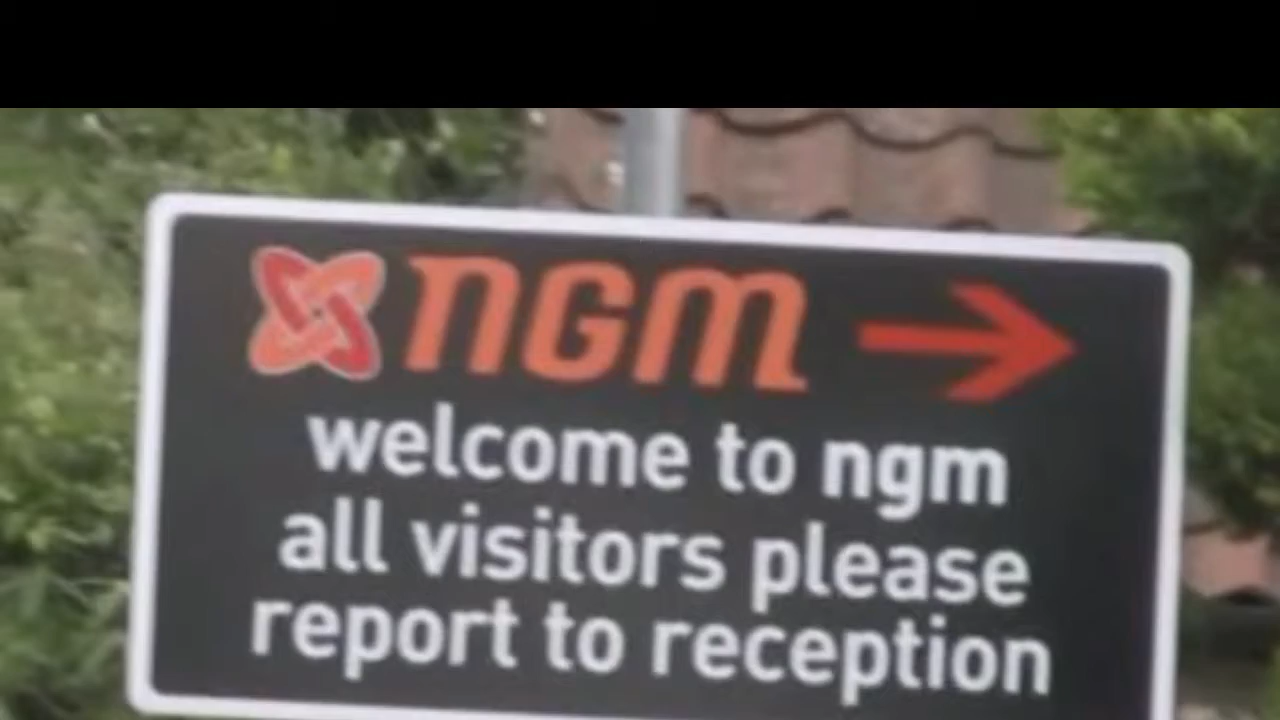 nGm
welcome to ngm
all visitors please
report to reception